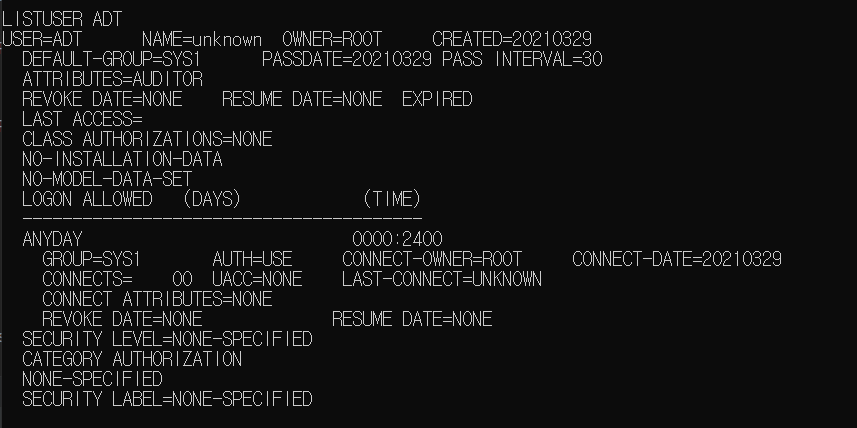 LISTUSER ADT
USER=ADT NAME=unknown OWNER=ROOT CREATED=20210329
DEFAULT-GROUP=SYS1 PASSDATE=20210329 PASS INTERVAL=30
ATTRIBUTES=AUDITOR
REVOKE DATE=NONE RESUME DATE=NONE EXPIRED
LAST ACCESS=
CLASS AUTHORIZATIONS=NONE
NO-INSTALLATION-DATA
NO-MODEL-DATA-SET
LOGON ALLOWED (DAYS) (TIME)
----------------------------------------
ANYDAY 0000:2400
GROUP=SYS1 AUTH=USE CONNECT-OWNER=ROOT CONNECT-DATE=20210329
CONNECTS= 00 UACC=NONE LAST-CONNECT=UNKNOWN
CONNECT ATTRIBUTES=NONE
REVOKE DATE=NONE RESUME DATE=NONE
SECURITY LEVEL=NONE-SPECIFIED
CATEGORY AUTHORIZATION
NONE-SPECIFIED
SECURITY LABEL=NONE-SPECIFIED